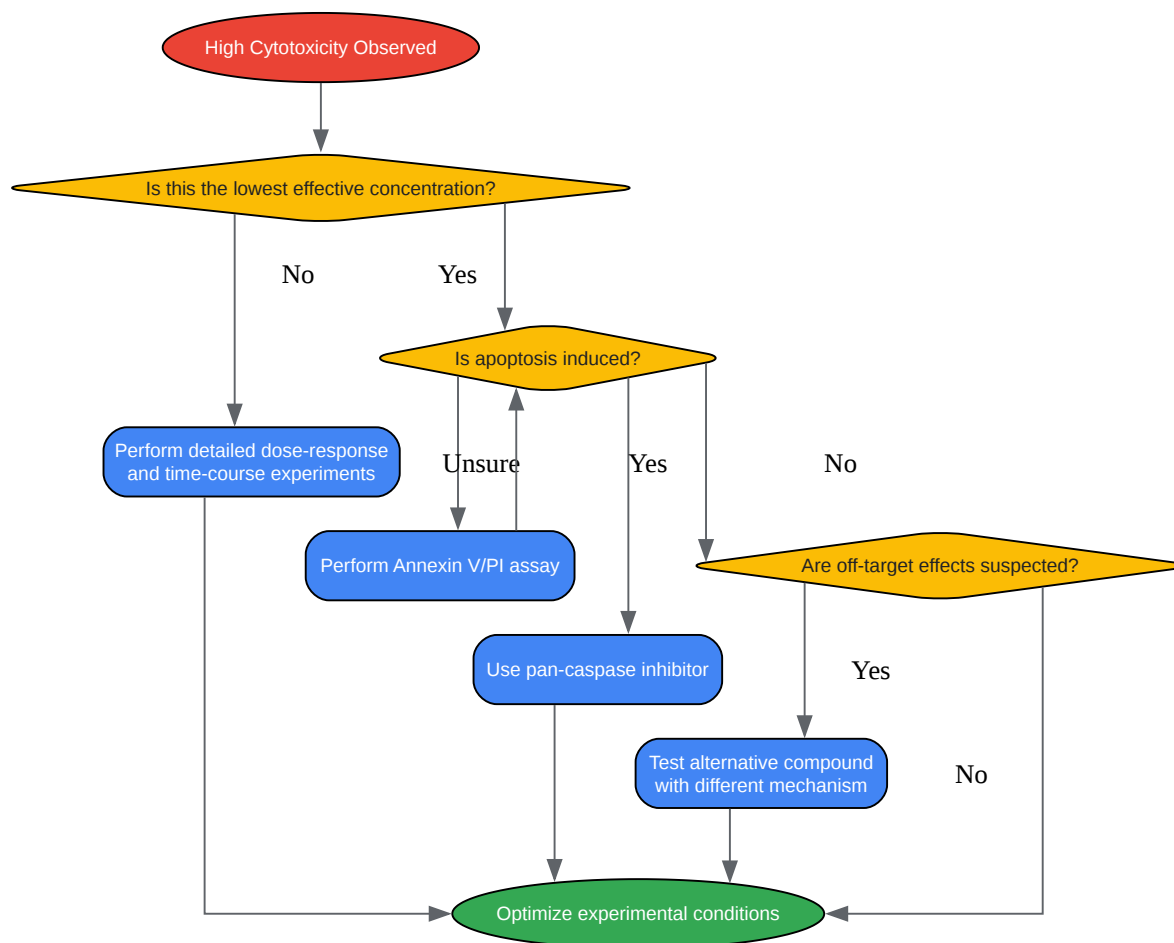 High Cytotoxicity Observed
Is this the lowest effective concentration?
No
Yes
Is apoptosis induced?
Perform detailed dose-response
and time-course experiments
Unsure
Yes
No
Perform Annexin V/PI assay
Are off-target effects suspected?
Use pan-caspase inhibitor
Yes
Test alternative compound
with different mechanism
No
Optimize experimental conditions